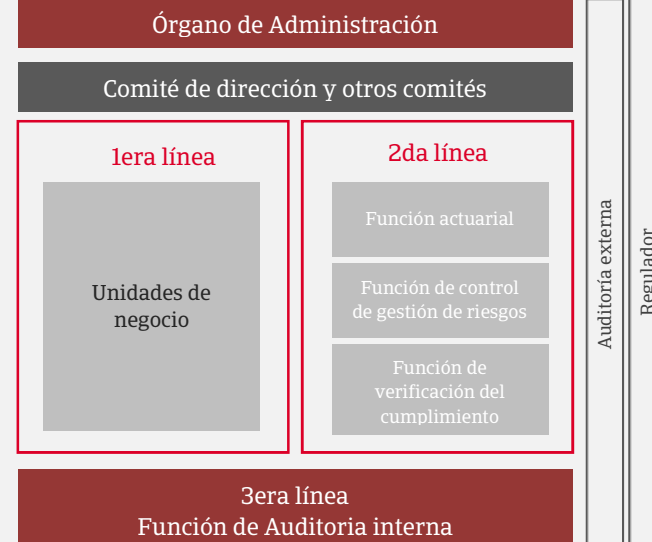 Órgano de Administración
Comité de dirección y otros comités
1era línea
Unidades de
negocio
2da línea
Función actuarial
Función de control
de gestión de riesgos
Función de
verificación del
cumplimiento
3era línea
Función de Auditoria interna
Auditoría externa
Regulador